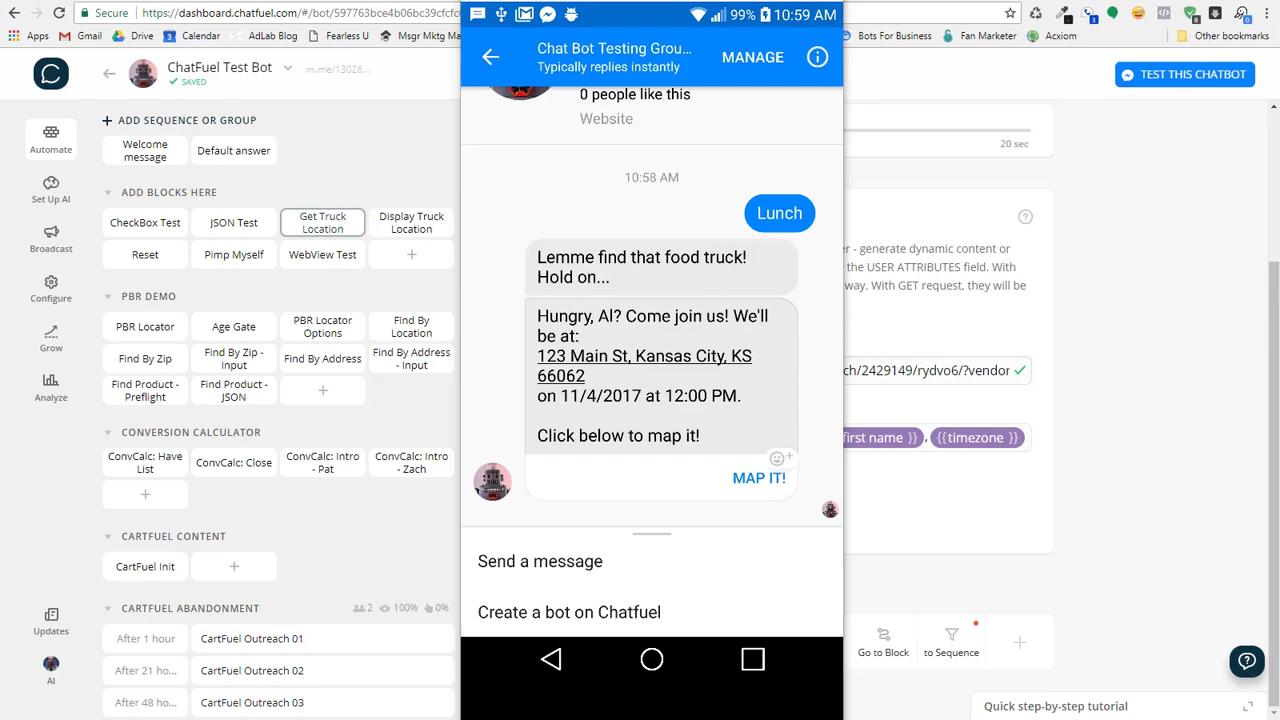 Secure
https://dashboard.chatfuel.com/#/bot/597763bce4b06bc39cfcfc
Apps
Gmail
Drive
Calendar
AdLab Blog
Fearless U
Msgr Mktg Ma
Bots For Business
Fan Marketer
Acxiom
Other bookmarks
ChatFuel Test Bot
SAVED
m.me/13026...
TEST THIS CHATBOT
Automate
Set Up AI
Broadcast
Configure
Grow
Analyze
Updates
Al
ADD SEQUENCE OR GROUP
Welcome message
Default answer
ADD BLOCKS HERE
CheckBox Test
JSON Test
Get Truck Location
Display Truck Location
Reset
Pimp Myself
WebView Test
PBR DEMO
PBR Locator
Age Gate
PBR Locator Options
Find By Location
Find By Zip
Find By Zip - Input
Find By Address
Find By Address - Input
Find Product - Preflight
Find Product - JSON
CONVERSION CALCULATOR
ConvCalc: Have List
ConvCalc: Close
ConvCalc: Intro - Pat
ConvCalc: Intro - Zach
CARTFUEL CONTENT
CartFuel Init
CARTFUEL ABANDONMENT
2
100%
0%
After 1 hour
CartFuel Outreach 01
After 21 ho...
CartFuel Outreach 02
After 48 ho...
CartFuel Outreach 03
99%
10:59 AM
Chat Bot Testing Grou...
Typically replies instantly
MANAGE
0 people like this
Website
10:58 AM
Lunch
Lemme find that food truck!
Hold on...
Hungry, Al? Come join us! We'll
be at:
123 Main St, Kansas City, KS
66062
on 11/4/2017 at 12:00 PM.
Click below to map it!
MAP IT!
Send a message
Create a bot on Chatfuel
20 sec
er - generate dynamic content or
the USER ATTRIBUTES field. With
way. With GET request, they will be
ch/2429149/rydvo6/?vendor
first name }} , {{timezone }}
Go to Block
to Sequence
Quick step-by-step tutorial